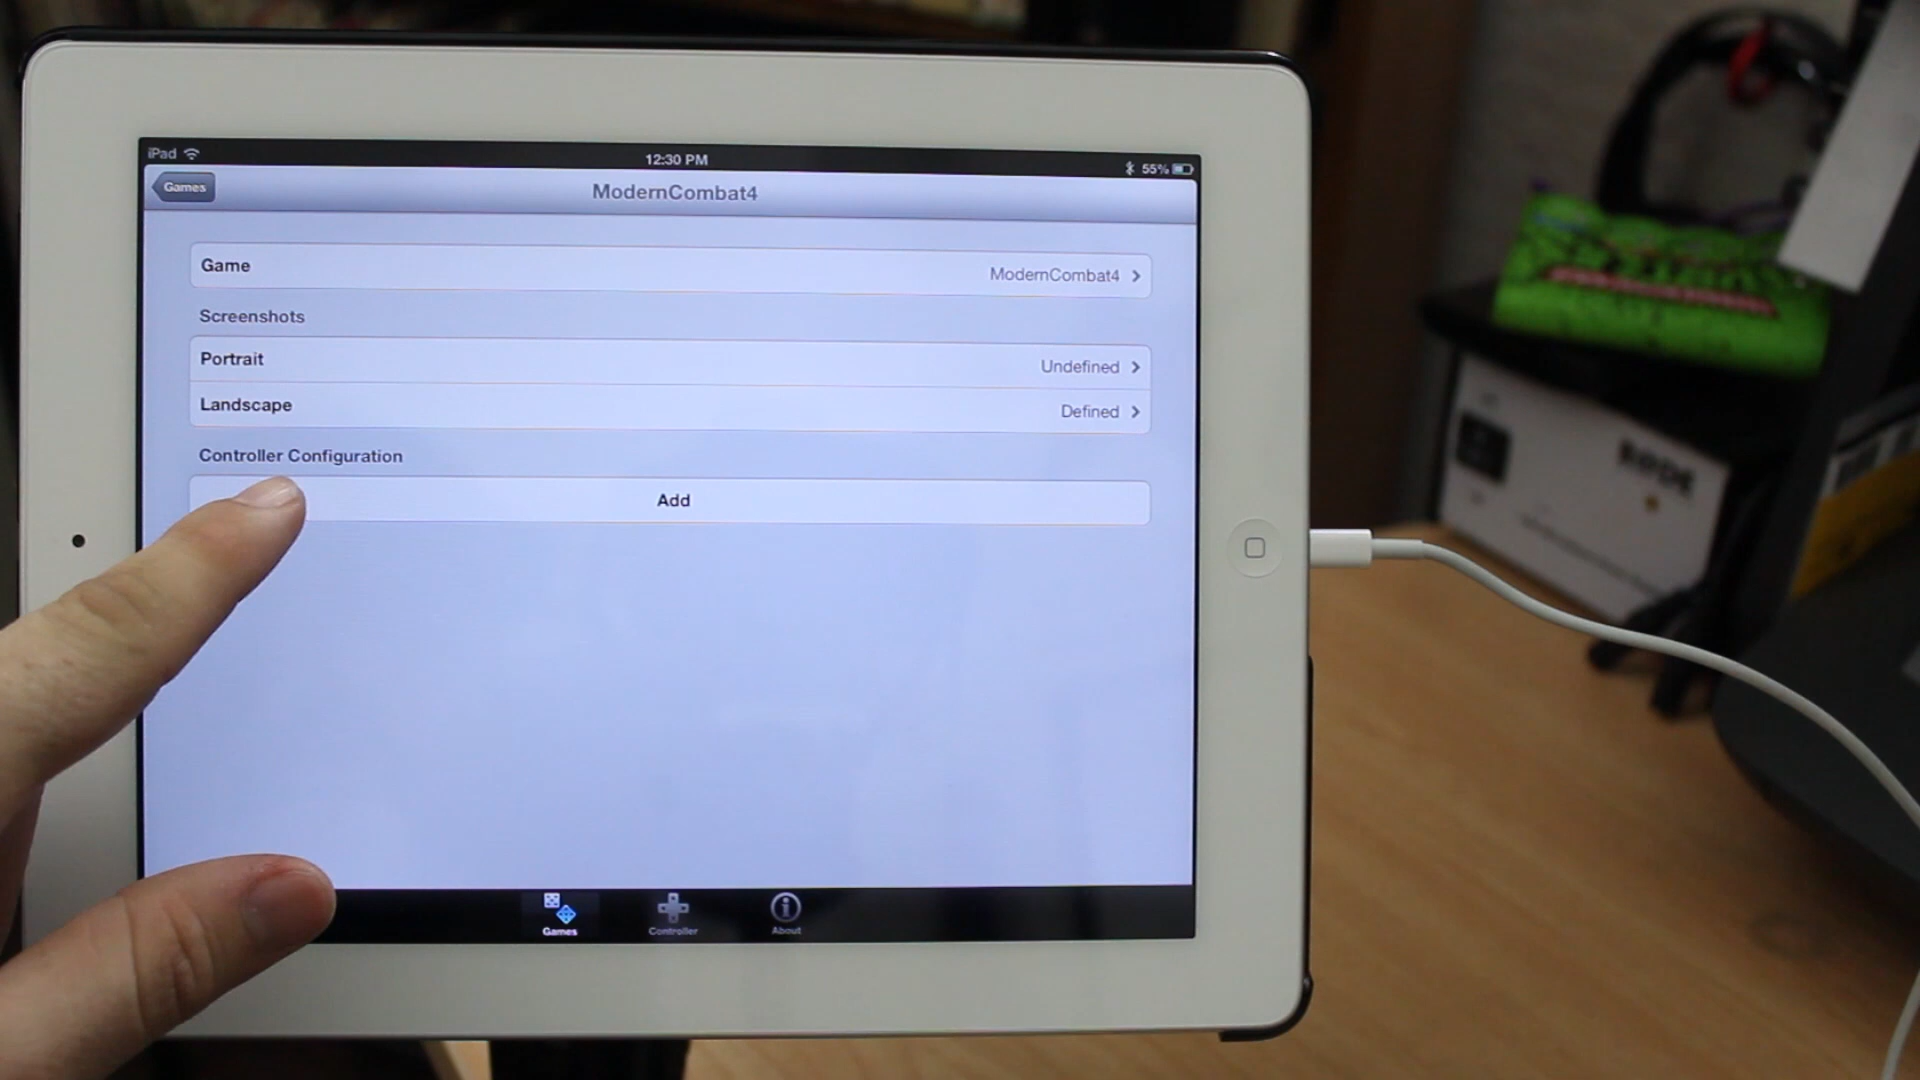 iPad
12:30 PM
55%
Games
ModernCombat4
Game
ModernCombat4
Screenshots
Portrait
Undefined
Landscape
Defined
Controller Configuration
Add
Games
Controller
About
RØDE